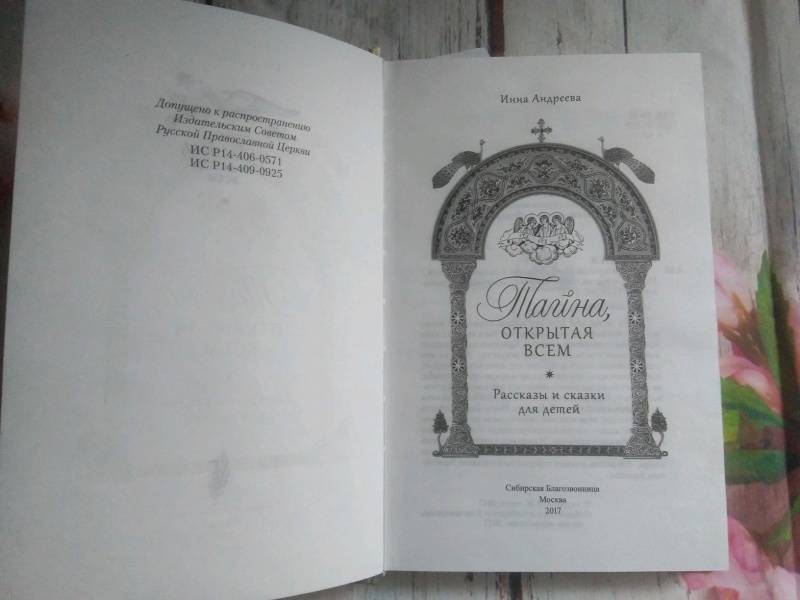 Допущено к распространению
Издательским Советом
Русской Православной Церкви
ИС Р14-406-0571
ИС Р14-409-0925
Инна Андреева
Тайна,
ОТКРЫТАЯ
ВСЕМ
Рассказы и сказки
для детей
Сибирская Благозвонница
Москва
2017